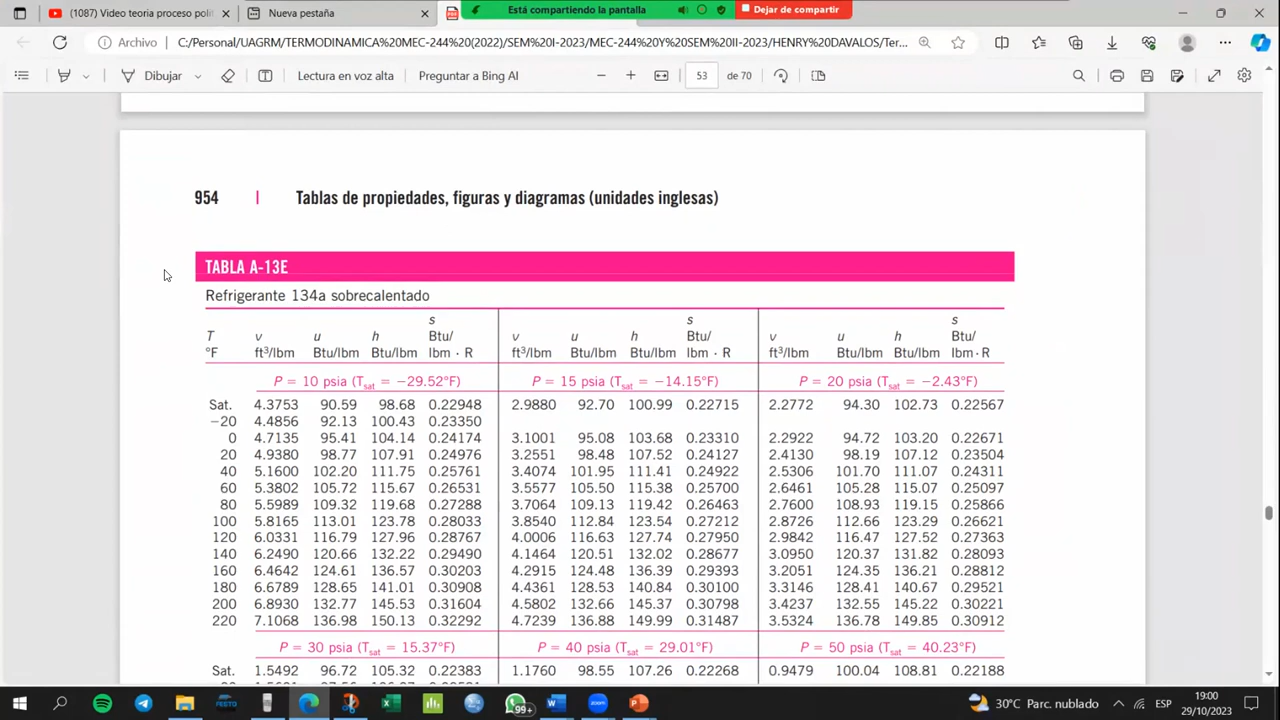 (1087) Video teoria proceso poli
Nueva pestaña
Está compartiendo la pantalla
Dejar de compartir
Archivo C:/Personal/UAGRM/TERMODINAMICA%20MEC-244%20(2022)/SEM%20I-2023/MEC-244%20Y%20SEM%20II-2023/HENRY%20DAVALOS/Ter...
Dibujar Lectura en voz alta Preguntar a Bing AI 53 de 70
954 Tablas de propiedades, figuras y diagramas (unidades inglesas)
TABLA A-13E
Refrigerante 134a sobrecalentado
s s s
T v u h Btu/ v u h Btu/ v u h Btu/
°F ft³/lbm Btu/lbm Btu/lbm lbm · R ft³/lbm Btu/lbm Btu/lbm lbm · R ft³/lbm Btu/lbm Btu/lbm lbm·R
P = 10 psia (Tsat = −29.52°F) P = 15 psia (Tsat = −14.15°F) P = 20 psia (Tsat = −2.43°F)
Sat. 4.3753 90.59 98.68 0.22948 2.9880 92.70 100.99 0.22715 2.2772 94.30 102.73 0.22567
−20 4.4856 92.13 100.43 0.23350
0 4.7135 95.41 104.14 0.24174 3.1001 95.08 103.68 0.23310 2.2922 94.72 103.20 0.22671
20 4.9380 98.77 107.91 0.24976 3.2551 98.48 107.52 0.24127 2.4130 98.19 107.12 0.23504
40 5.1600 102.20 111.75 0.25761 3.4074 101.95 111.41 0.24922 2.5306 101.70 111.07 0.24311
60 5.3802 105.72 115.67 0.26531 3.5577 105.50 115.38 0.25700 2.6461 105.28 115.07 0.25097
80 5.5989 109.32 119.68 0.27288 3.7064 109.13 119.42 0.26463 2.7600 108.93 119.15 0.25866
100 5.8165 113.01 123.78 0.28033 3.8540 112.84 123.54 0.27212 2.8726 112.66 123.29 0.26621
120 6.0331 116.79 127.96 0.28767 4.0006 116.63 127.74 0.27950 2.9842 116.47 127.52 0.27363
140 6.2490 120.66 132.22 0.29490 4.1464 120.51 132.02 0.28677 3.0950 120.37 131.82 0.28093
160 6.4642 124.61 136.57 0.30203 4.2915 124.48 136.39 0.29393 3.2051 124.35 136.21 0.28812
180 6.6789 128.65 141.01 0.30908 4.4361 128.53 140.84 0.30100 3.3146 128.41 140.67 0.29521
200 6.8930 132.77 145.53 0.31604 4.5802 132.66 145.37 0.30798 3.4237 132.55 145.22 0.30221
220 7.1068 136.98 150.13 0.32292 4.7239 136.88 149.99 0.31487 3.5324 136.78 149.85 0.30912
P = 30 psia (Tsat = 15.37°F) P = 40 psia (Tsat = 29.01°F) P = 50 psia (Tsat = 40.23°F)
Sat. 1.5492 96.72 105.32 0.22383 1.1760 98.55 107.26 0.22268 0.9479 100.04 108.81 0.22188
FESTO
99+
30°C Parc. nublado ESP
19:00
29/10/2023